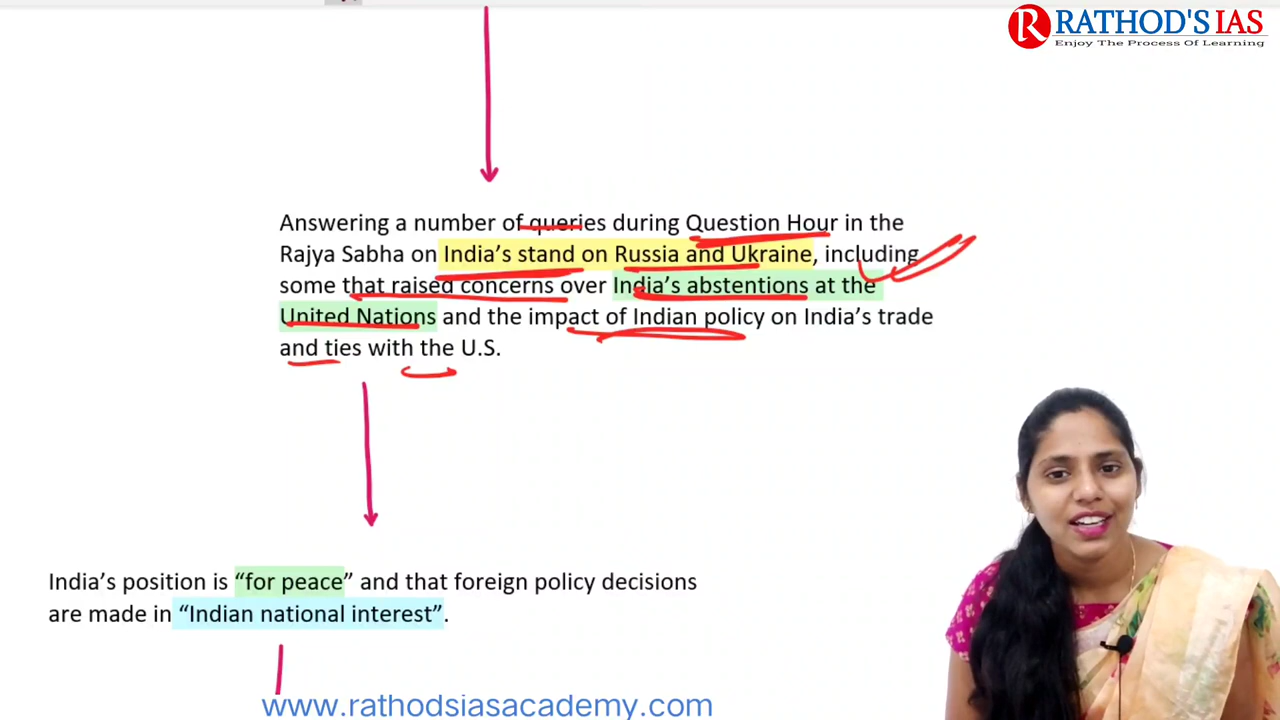 RATHOD'S IAS
Enjoy The Process Of Learning
Answering a number of queries during Question Hour in the
Rajya Sabha on India’s stand on Russia and Ukraine, including
some that raised concerns over India’s abstentions at the
United Nations and the impact of Indian policy on India’s trade
and ties with the U.S.
India’s position is “for peace” and that foreign policy decisions
are made in “Indian national interest”.
www.rathodsiasacademy.com